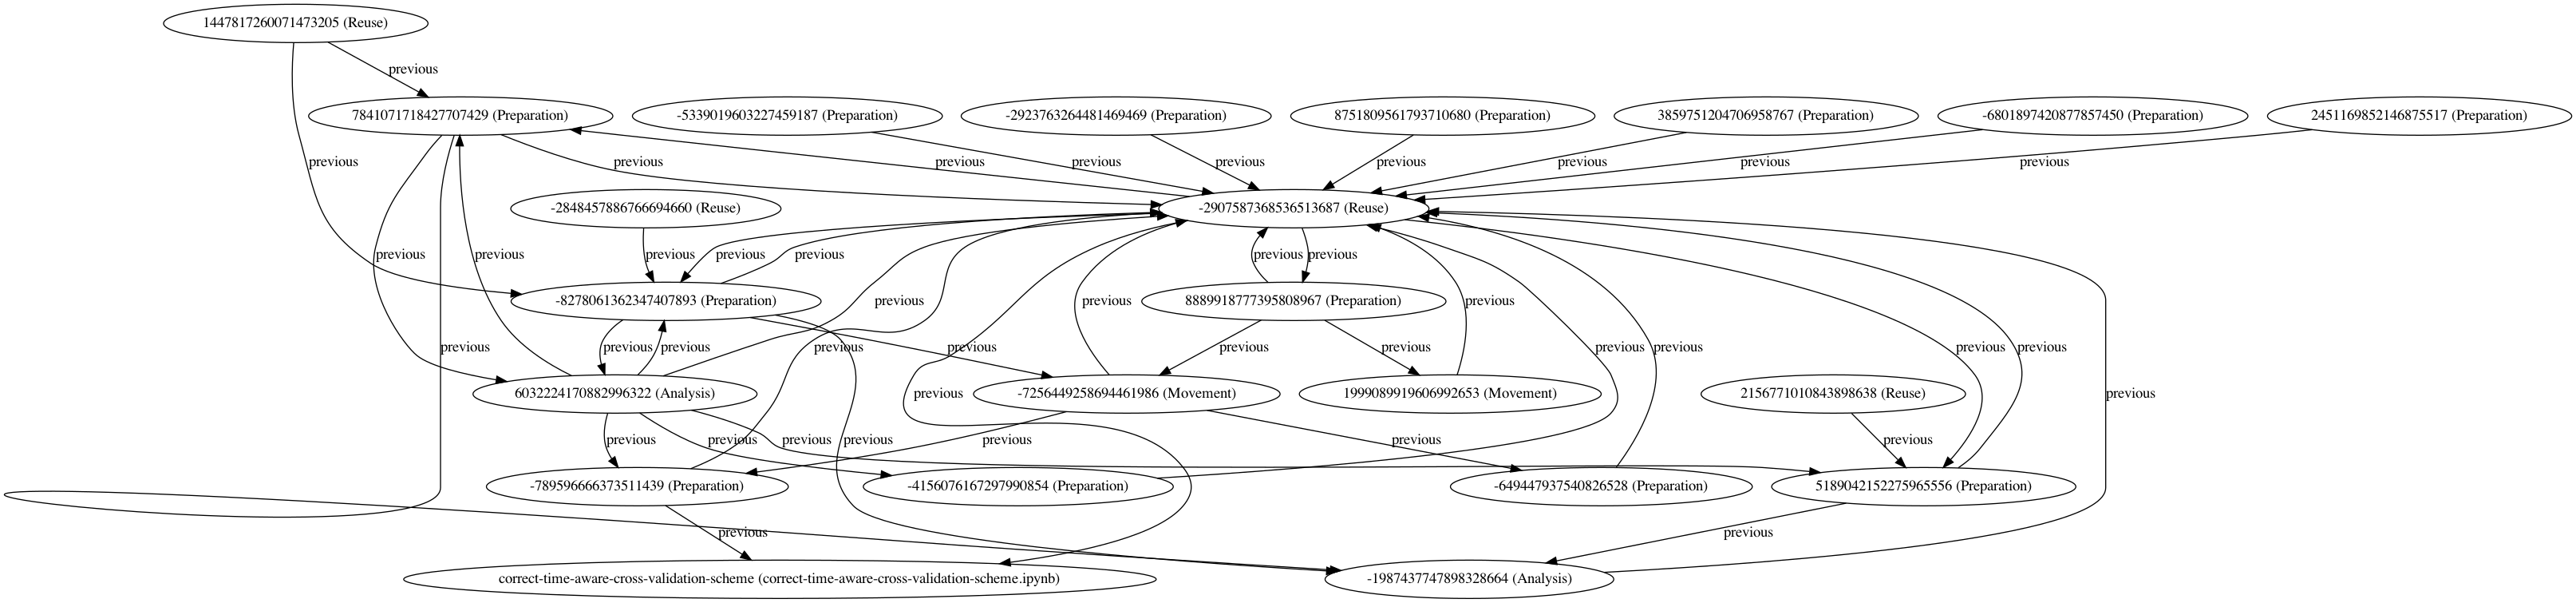 1447817260071473205 (Reuse)
previous
7841071718427707429 (Preparation)
-5339019603227459187 (Preparation)
-2923763264481469469 (Preparation)
8751809561793710680 (Preparation)
3859751204706958767 (Preparation)
-6801897420877857450 (Preparation)
2451169852146875517 (Preparation)
previous
previous
previous
previous
previous
previous
previous
previous
previous
-2848457886766694660 (Reuse)
-2907587368536513687 (Reuse)
previous
previous
previous
previous
previous
previous
previous
-8278061362347407893 (Preparation)
previous
8889918777395808967 (Preparation)
previous
previous
previous
previous
previous
previous
previous
previous
previous
previous
previous
previous
6032224170882996322 (Analysis)
previous
-7256449258694461986 (Movement)
1999089919606992653 (Movement)
2156771010843898638 (Reuse)
previous
previous
previous
previous
previous
previous
previous
previous
-789596666373511439 (Preparation)
-4156076167297990854 (Preparation)
-649447937540826528 (Preparation)
5189042152275965556 (Preparation)
previous
previous
correct-time-aware-cross-validation-scheme (correct-time-aware-cross-validation-scheme.ipynb)
-1987437747898328664 (Analysis)